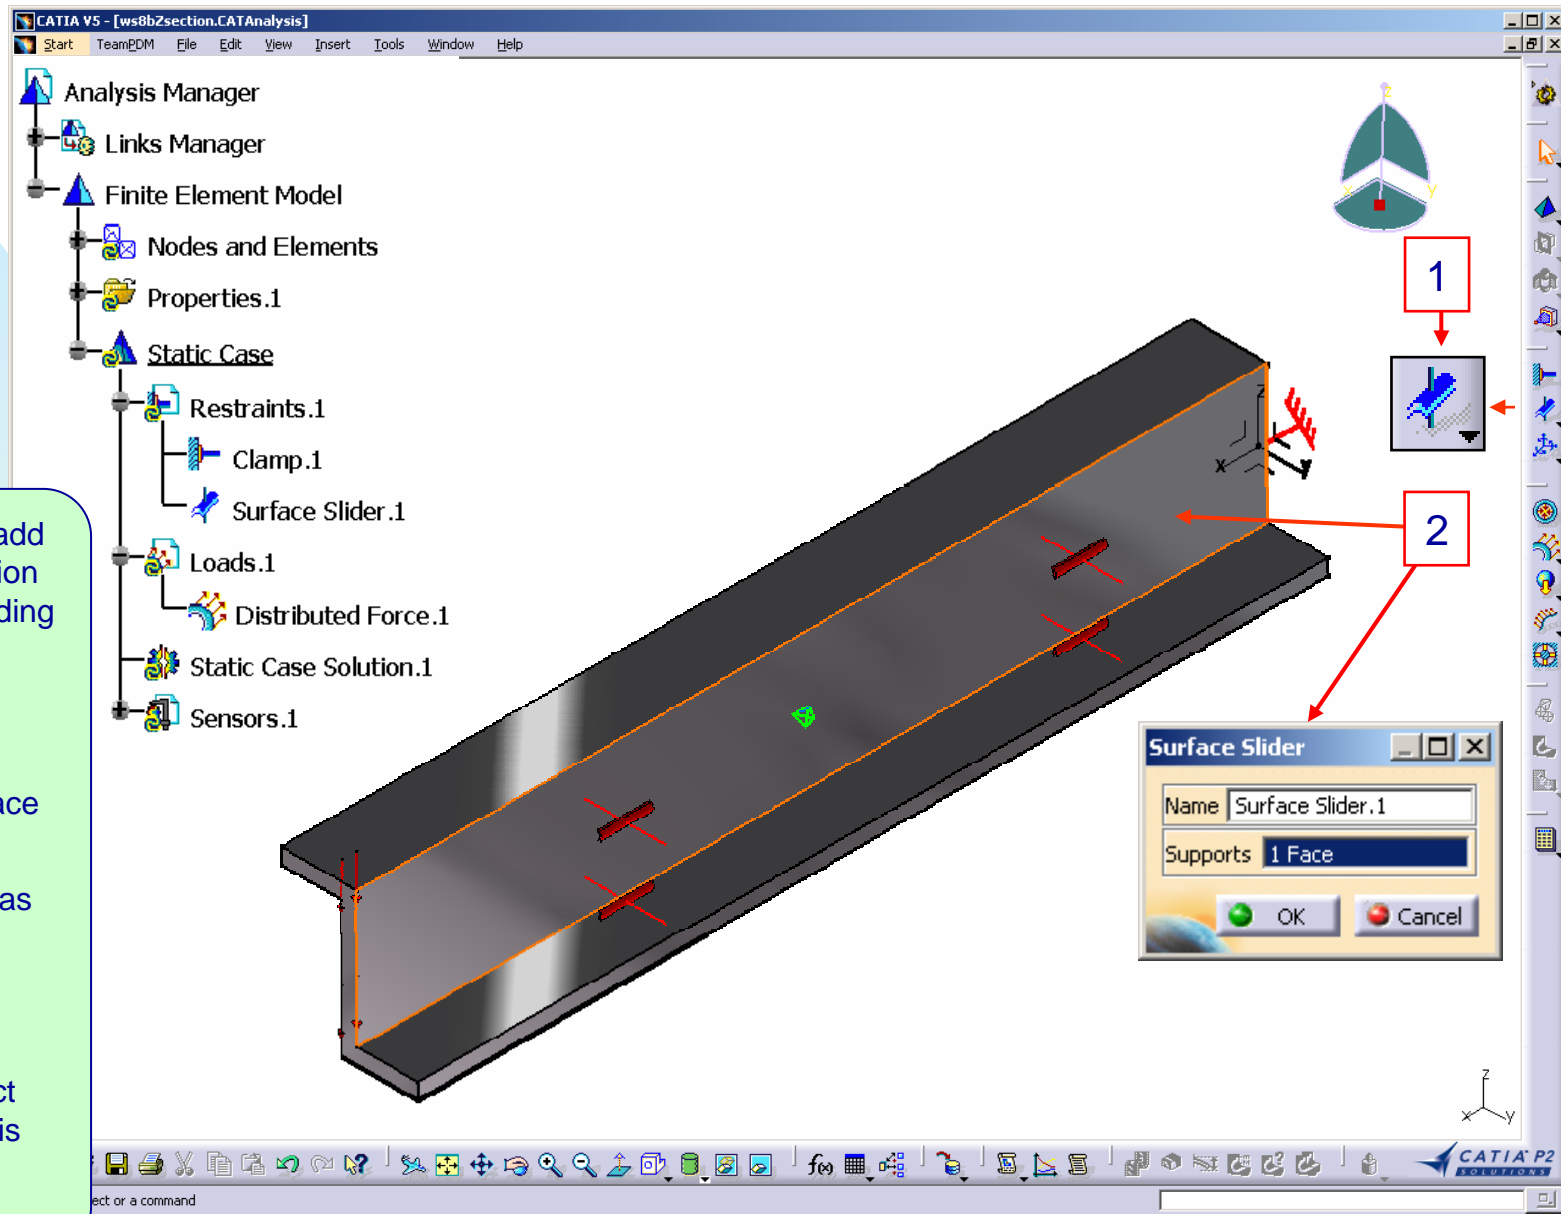 CATIA V5 - [ws8bZsection.CATAnalysis]
Start TeamPDM File Edit View Insert Tools Window Help
Analysis Manager
Links Manager
Finite Element Model
Nodes and Elements
Properties.1
Static Case
Restraints.1
Clamp.1
Surface Slider.1
Loads.1
Distributed Force.1
Static Case Solution.1
Sensors.1
add
tion
ding
ace
as
ct
is
z
x y
1
2
z
x
Surface Slider
Name Surface Slider.1
Supports 1 Face
OK Cancel
z
x y
f(x)
CATIA P2
SOLUTIONS
ect or a command